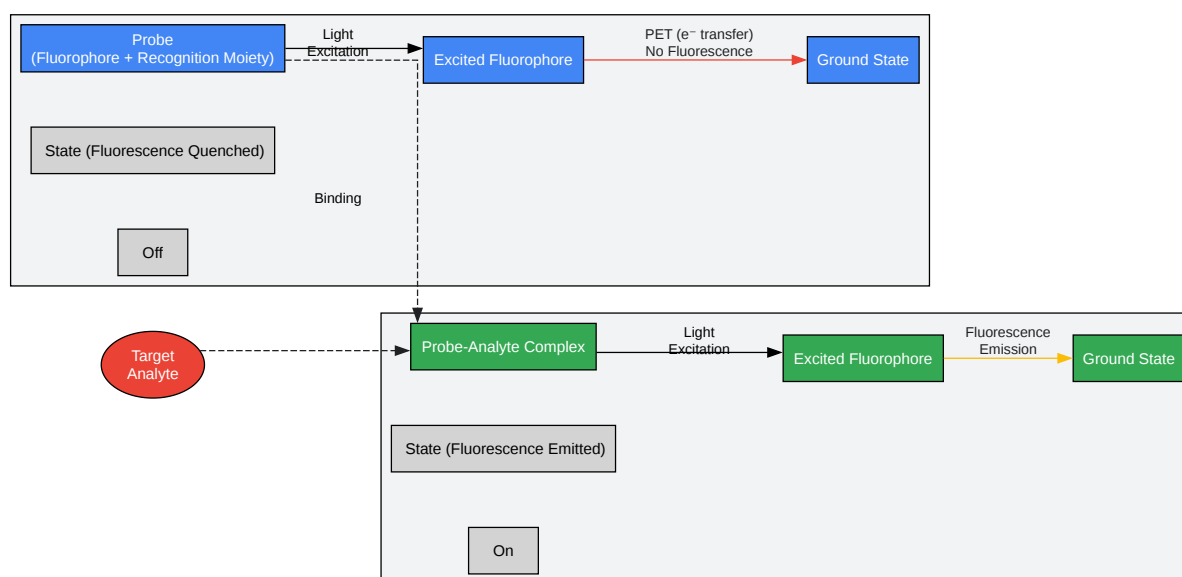 Probe
(Fluorophore + Recognition Moiety)
Light
Excitation
Excited Fluorophore
PET (e⁻ transfer)
No Fluorescence
Ground State
State (Fluorescence Quenched)
Binding
Off
Target
Analyte
Probe-Analyte Complex
Light
Excitation
Excited Fluorophore
Fluorescence
Emission
Ground State
State (Fluorescence Emitted)
On